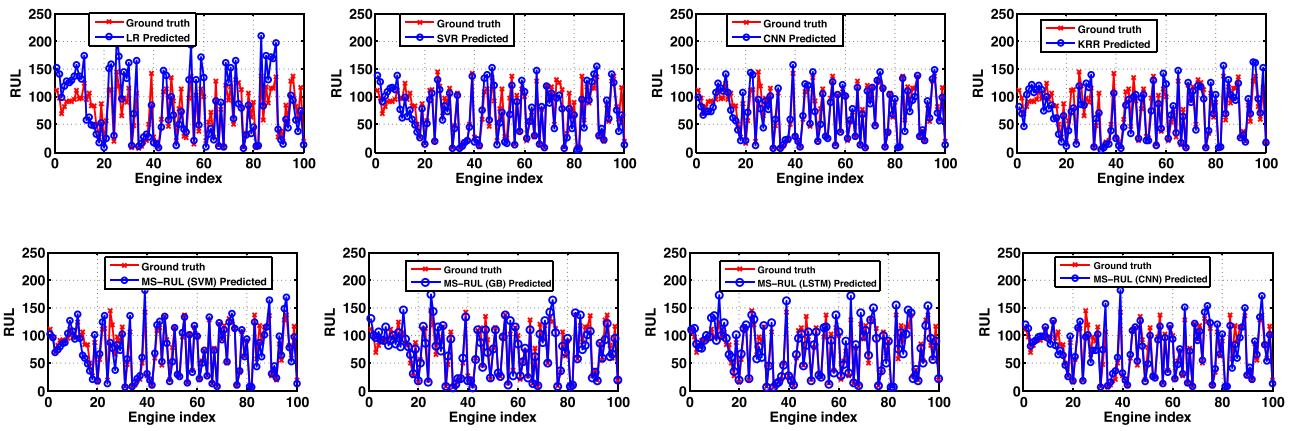 250
200
150
100
50
0
RUL
Ground truth
LR Predicted
0 20 40 60 80 100
Engine index
250
200
150
100
50
0
RUL
Ground truth
SVR Predicted
0 20 40 60 80 100
Engine index
250
200
150
100
50
0
RUL
Ground truth
CNN Predicted
0 20 40 60 80 100
Engine index
250
200
150
100
50
0
RUL
Ground truth
KRR Predicted
0 20 40 60 80 100
Engine index
250
200
150
100
50
0
RUL
Ground truth
MS−RUL (SVM) Predicted
0 20 40 60 80 100
Engine index
250
200
150
100
50
0
RUL
Ground truth
MS−RUL (GB) Predicted
0 20 40 60 80 100
Engine index
250
200
150
100
50
0
RUL
Ground truth
MS−RUL (LSTM) Predicted
0 20 40 60 80 100
Engine index
250
200
150
100
50
0
RUL
Ground truth
MS−RUL (CNN) Predicted
0 20 40 60 80 100
Engine index